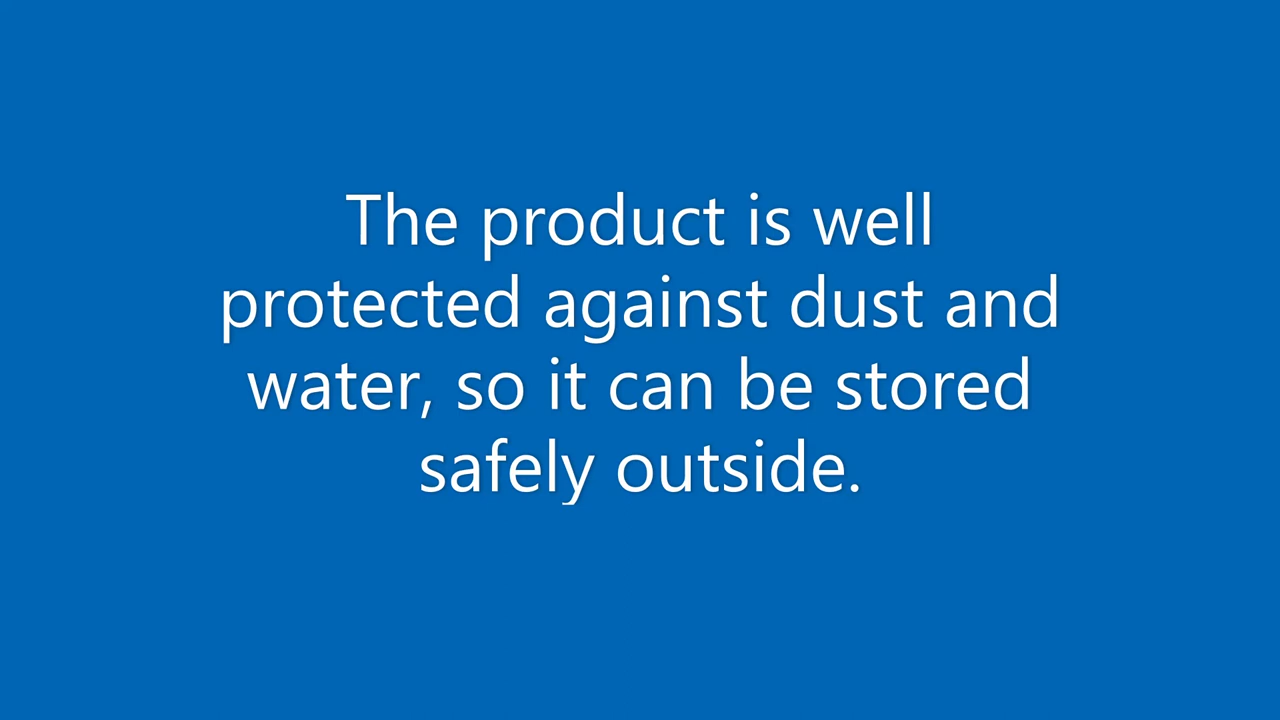 The product is well
protected against dust and
water, so it can be stored
safely outside.